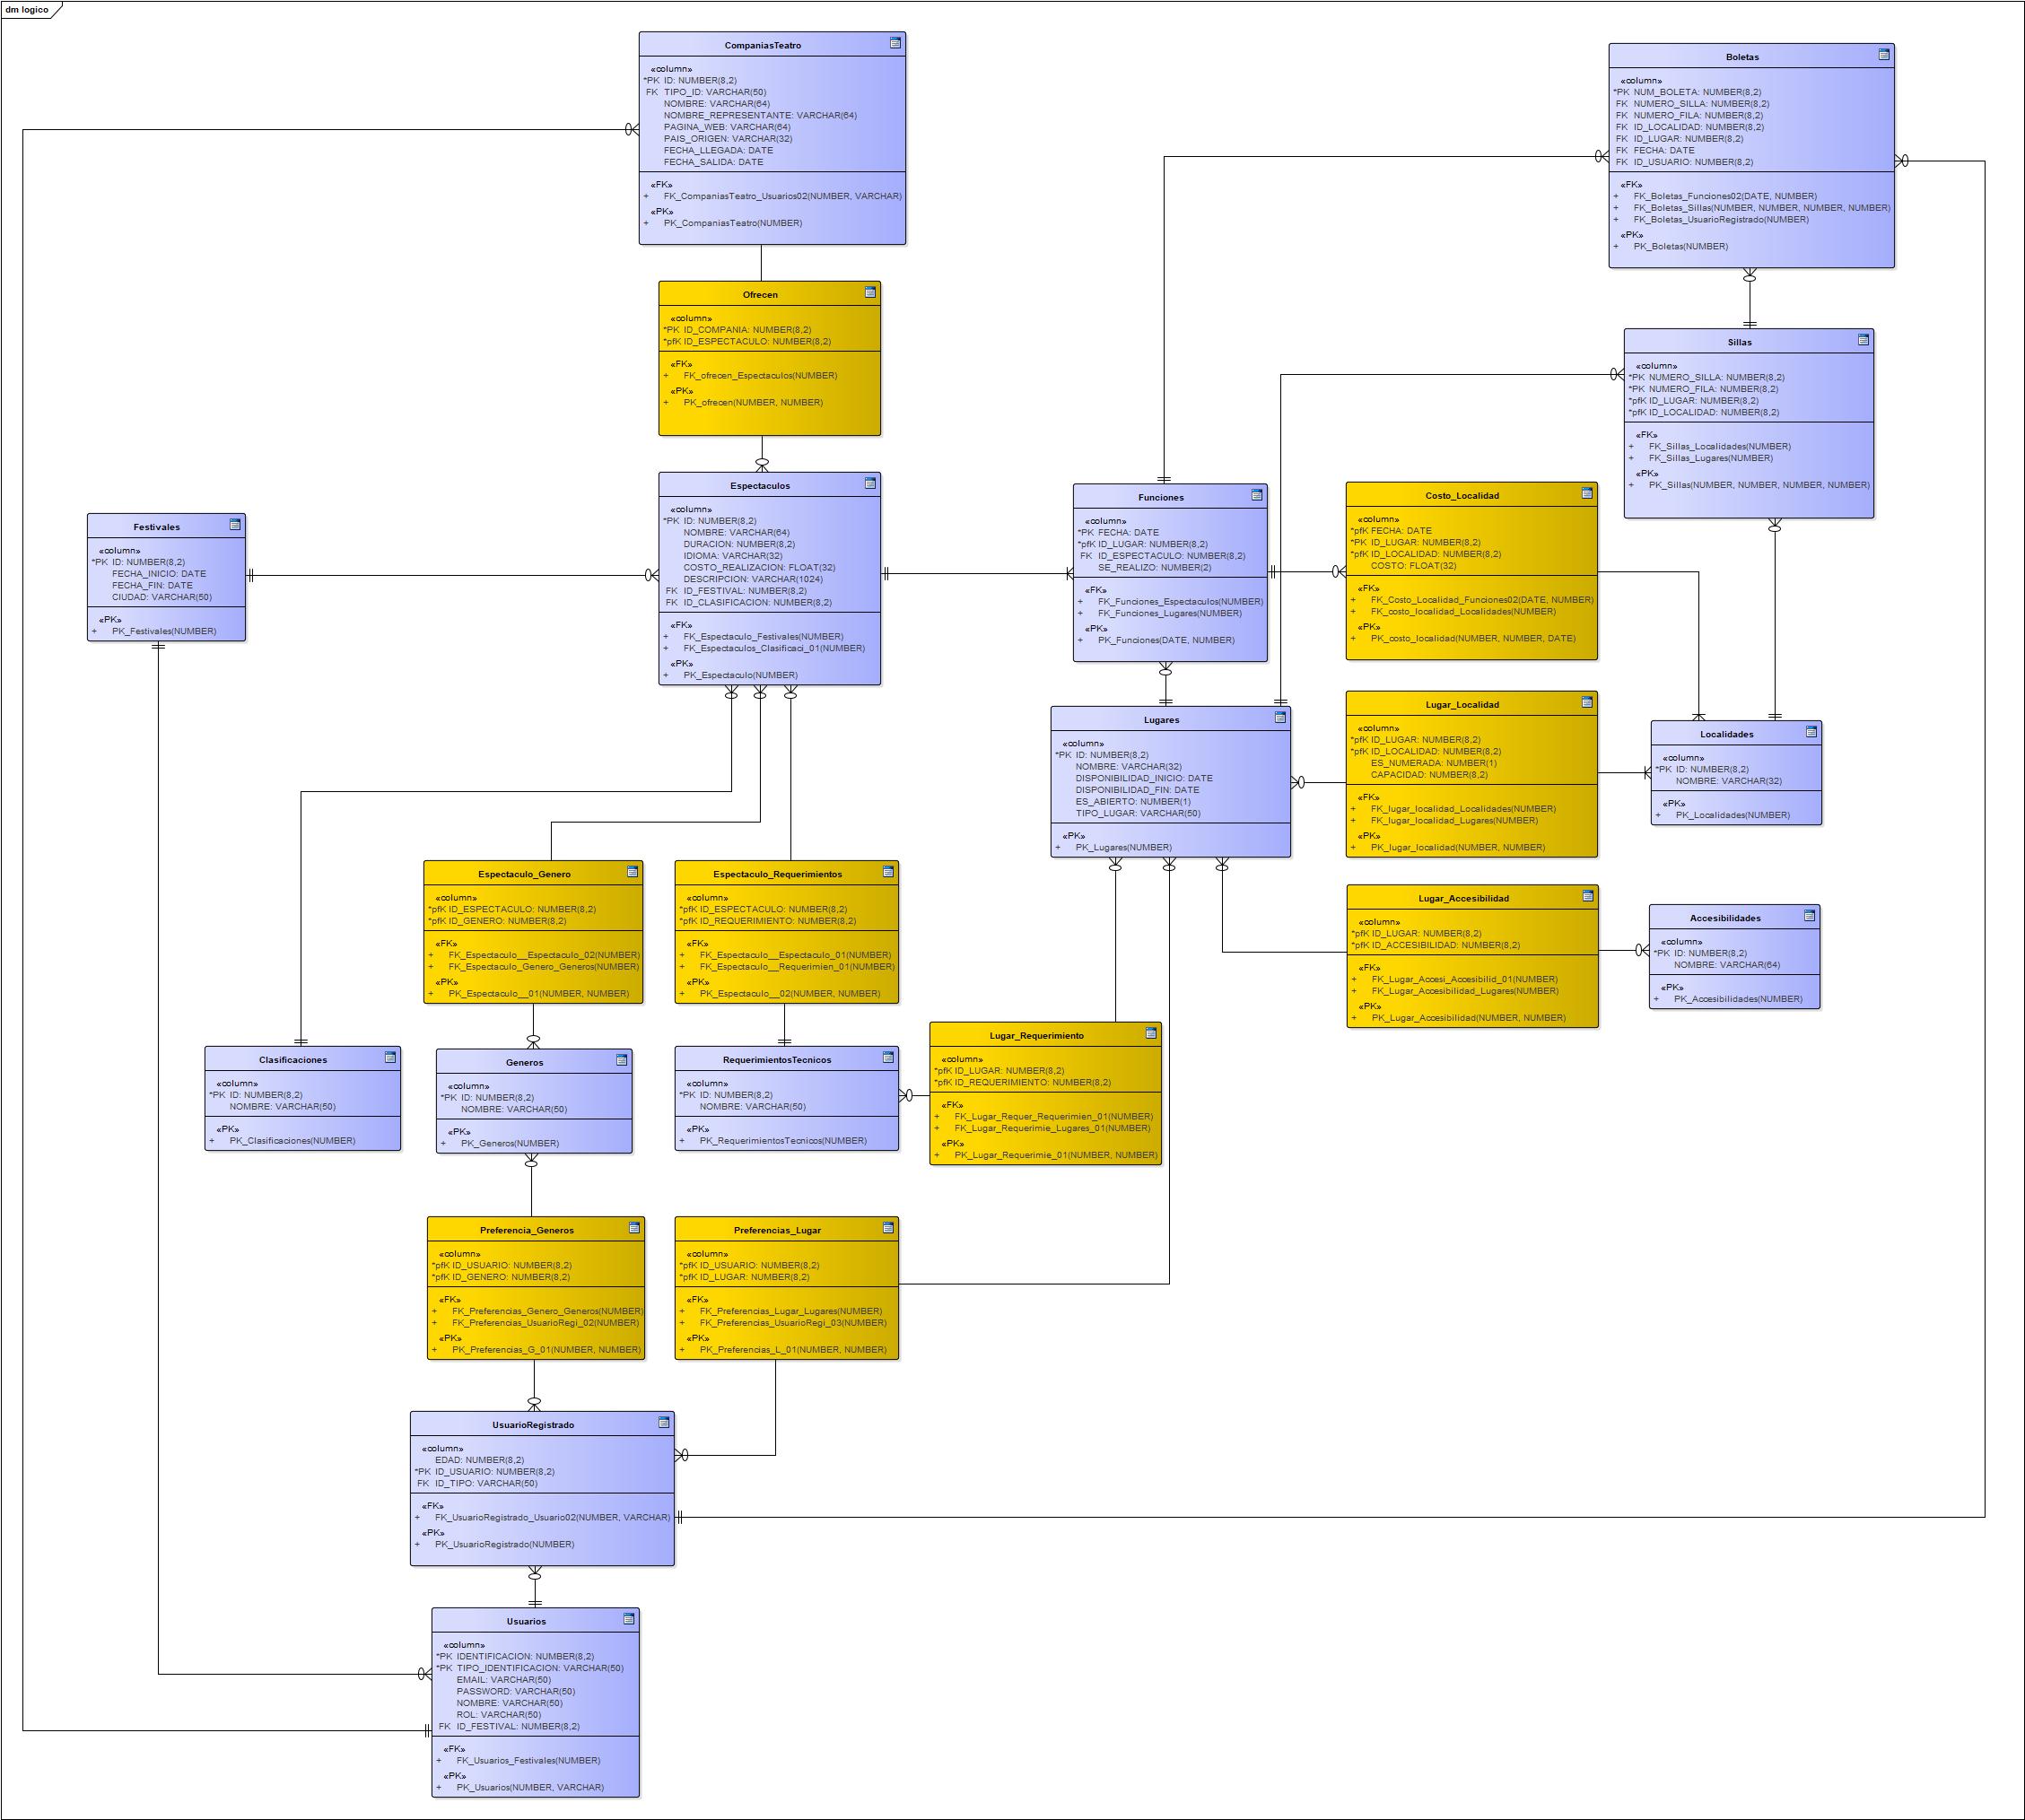 dm logico
CompaniasTeatro
«column»
*PK ID: NUMBER(8,2)
FK TIPO_ID: VARCHAR(50)
NOMBRE: VARCHAR(64)
NOMBRE_REPRESENTANTE: VARCHAR(64)
PAGINA_WEB: VARCHAR(64)
PAIS_ORIGEN: VARCHAR(32)
FECHA_LLEGADA: DATE
FECHA_SALIDA: DATE
«FK»
+ FK_CompaniasTeatro_Usuarios02(NUMBER, VARCHAR)
«PK»
+ PK_CompaniasTeatro(NUMBER)
Boletas
«column»
*PK NUM_BOLETA: NUMBER(8,2)
FK NUMERO_SILLA: NUMBER(8,2)
FK NUMERO_FILA: NUMBER(8,2)
FK ID_LOCALIDAD: NUMBER(8,2)
FK ID_LUGAR: NUMBER(8,2)
FK FECHA: DATE
FK ID_USUARIO: NUMBER(8,2)
«FK»
+ FK_Boletas_Funciones02(DATE, NUMBER)
+ FK_Boletas_Sillas(NUMBER, NUMBER, NUMBER, NUMBER)
+ FK_Boletas_UsuarioRegistrado(NUMBER)
«PK»
+ PK_Boletas(NUMBER)
Ofrecen
«column»
*PK ID_COMPANIA: NUMBER(8,2)
*pfK ID_ESPECTACULO: NUMBER(8,2)
«FK»
+ FK_ofrecen_Espectaculos(NUMBER)
«PK»
+ PK_ofrecen(NUMBER, NUMBER)
Sillas
«column»
*PK NUMERO_SILLA: NUMBER(8,2)
*PK NUMERO_FILA: NUMBER(8,2)
*pfK ID_LUGAR: NUMBER(8,2)
*pfK ID_LOCALIDAD: NUMBER(8,2)
«FK»
+ FK_Sillas_Localidades(NUMBER)
+ FK_Sillas_Lugares(NUMBER)
«PK»
+ PK_Sillas(NUMBER, NUMBER, NUMBER, NUMBER)
Festivales
«column»
*PK ID: NUMBER(8,2)
FECHA_INICIO: DATE
FECHA_FIN: DATE
CIUDAD: VARCHAR(50)
«PK»
+ PK_Festivales(NUMBER)
Espectaculos
«column»
*PK ID: NUMBER(8,2)
NOMBRE: VARCHAR(64)
DURACION: NUMBER(8,2)
IDIOMA: VARCHAR(32)
COSTO_REALIZACION: FLOAT(32)
DESCRIPCION: VARCHAR(1024)
FK ID_FESTIVAL: NUMBER(8,2)
FK ID_CLASIFICACION: NUMBER(8,2)
«FK»
+ FK_Espectaculo_Festivales(NUMBER)
+ FK_Espectaculos_Clasificaci_01(NUMBER)
«PK»
+ PK_Espectaculo(NUMBER)
Funciones
«column»
*PK FECHA: DATE
*pfK ID_LUGAR: NUMBER(8,2)
FK ID_ESPECTACULO: NUMBER(8,2)
SE_REALIZO: NUMBER(2)
«FK»
+ FK_Funciones_Espectaculos(NUMBER)
+ FK_Funciones_Lugares(NUMBER)
«PK»
+ PK_Funciones(DATE, NUMBER)
Costo_Localidad
«column»
*pfK FECHA: DATE
*PK ID_LUGAR: NUMBER(8,2)
*pfK ID_LOCALIDAD: NUMBER(8,2)
COSTO: FLOAT(32)
«FK»
+ FK_Costo_Localidad_Funciones02(DATE, NUMBER)
+ FK_costo_localidad_Localidades(NUMBER)
«PK»
+ PK_costo_localidad(NUMBER, NUMBER, DATE)
Lugares
«column»
*PK ID: NUMBER(8,2)
NOMBRE: VARCHAR(32)
DISPONIBILIDAD_INICIO: DATE
DISPONIBILIDAD_FIN: DATE
ES_ABIERTO: NUMBER(1)
TIPO_LUGAR: VARCHAR(50)
«PK»
+ PK_Lugares(NUMBER)
Lugar_Localidad
«column»
*pfK ID_LUGAR: NUMBER(8,2)
*pfK ID_LOCALIDAD: NUMBER(8,2)
ES_NUMERADA: NUMBER(1)
CAPACIDAD: NUMBER(8,2)
«FK»
+ FK_lugar_localidad_Localidades(NUMBER)
+ FK_lugar_localidad_Lugares(NUMBER)
«PK»
+ PK_lugar_localidad(NUMBER, NUMBER)
Localidades
«column»
*PK ID: NUMBER(8,2)
NOMBRE: VARCHAR(32)
«PK»
+ PK_Localidades(NUMBER)
Espectaculo_Genero
«column»
*pfK ID_ESPECTACULO: NUMBER(8,2)
*pfK ID_GENERO: NUMBER(8,2)
«FK»
+ FK_Espectaculo__Espectaculo_02(NUMBER)
+ FK_Espectaculo_Genero_Generos(NUMBER)
«PK»
+ PK_Espectaculo__01(NUMBER, NUMBER)
Espectaculo_Requerimientos
«column»
*pfK ID_ESPECTACULO: NUMBER(8,2)
*pfK ID_REQUERIMIENTO: NUMBER(8,2)
«FK»
+ FK_Espectaculo__Espectaculo_01(NUMBER)
+ FK_Espectaculo__Requerimien_01(NUMBER)
«PK»
+ PK_Espectaculo__02(NUMBER, NUMBER)
Lugar_Accesibilidad
«column»
*pfK ID_LUGAR: NUMBER(8,2)
*pfK ID_ACCESIBILIDAD: NUMBER(8,2)
«FK»
+ FK_Lugar_Accesi_Accesibilid_01(NUMBER)
+ FK_Lugar_Accesibilidad_Lugares(NUMBER)
«PK»
+ PK_Lugar_Accesibilidad(NUMBER, NUMBER)
Accesibilidades
«column»
*PK ID: NUMBER(8,2)
NOMBRE: VARCHAR(64)
«PK»
+ PK_Accesibilidades(NUMBER)
Clasificaciones
«column»
*PK ID: NUMBER(8,2)
NOMBRE: VARCHAR(50)
«PK»
+ PK_Clasificaciones(NUMBER)
Generos
«column»
*PK ID: NUMBER(8,2)
NOMBRE: VARCHAR(50)
«PK»
+ PK_Generos(NUMBER)
RequerimientosTecnicos
«column»
*PK ID: NUMBER(8,2)
NOMBRE: VARCHAR(50)
«PK»
+ PK_RequerimientosTecnicos(NUMBER)
Lugar_Requerimiento
«column»
*pfK ID_LUGAR: NUMBER(8,2)
*pfK ID_REQUERIMIENTO: NUMBER(8,2)
«FK»
+ FK_Lugar_Requer_Requerimien_01(NUMBER)
+ FK_Lugar_Requerimie_Lugares_01(NUMBER)
«PK»
+ PK_Lugar_Requerimie_01(NUMBER, NUMBER)
Preferencia_Generos
«column»
*pfK ID_USUARIO: NUMBER(8,2)
*pfK ID_GENERO: NUMBER(8,2)
«FK»
+ FK_Preferencias_Genero_Generos(NUMBER)
+ FK_Preferencias_UsuarioRegi_02(NUMBER)
«PK»
+ PK_Preferencias_G_01(NUMBER, NUMBER)
Preferencias_Lugar
«column»
*pfK ID_USUARIO: NUMBER(8,2)
*pfK ID_LUGAR: NUMBER(8,2)
«FK»
+ FK_Preferencias_Lugar_Lugares(NUMBER)
+ FK_Preferencias_UsuarioRegi_03(NUMBER)
«PK»
+ PK_Preferencias_L_01(NUMBER, NUMBER)
UsuarioRegistrado
«column»
EDAD: NUMBER(8,2)
*PK ID_USUARIO: NUMBER(8,2)
FK ID_TIPO: VARCHAR(50)
«FK»
+ FK_UsuarioRegistrado_Usuario02(NUMBER, VARCHAR)
«PK»
+ PK_UsuarioRegistrado(NUMBER)
Usuarios
«column»
*PK IDENTIFICACION: NUMBER(8,2)
*PK TIPO_IDENTIFICACION: VARCHAR(50)
EMAIL: VARCHAR(50)
PASSWORD: VARCHAR(50)
NOMBRE: VARCHAR(50)
ROL: VARCHAR(50)
FK ID_FESTIVAL: NUMBER(8,2)
«FK»
+ FK_Usuarios_Festivales(NUMBER)
«PK»
+ PK_Usuarios(NUMBER, VARCHAR)